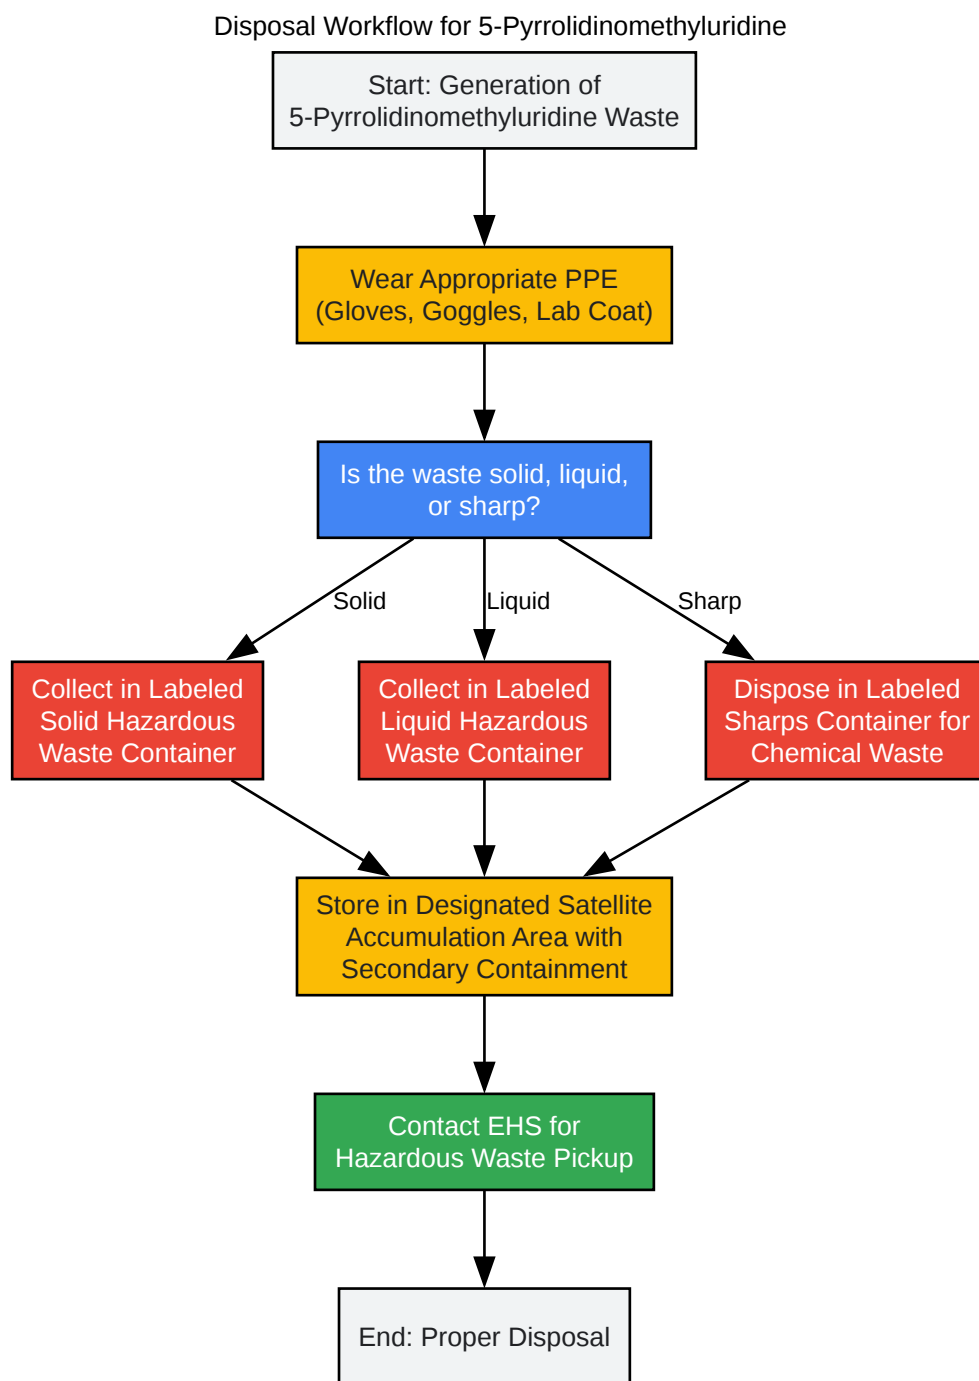 Disposal Workflow for 5-Pyrrolidinomethyluridine
Start: Generation of
5-Pyrrolidinomethyluridine Waste
Wear Appropriate PPE
(Gloves, Goggles, Lab Coat)
Is the waste solid, liquid,
or sharp?
Solid
Liquid
Sharp
Collect in Labeled
Solid Hazardous
Waste Container
Collect in Labeled
Liquid Hazardous
Waste Container
Dispose in Labeled
Sharps Container for
Chemical Waste
Store in Designated Satellite
Accumulation Area with
Secondary Containment
Contact EHS for
Hazardous Waste Pickup
End: Proper Disposal